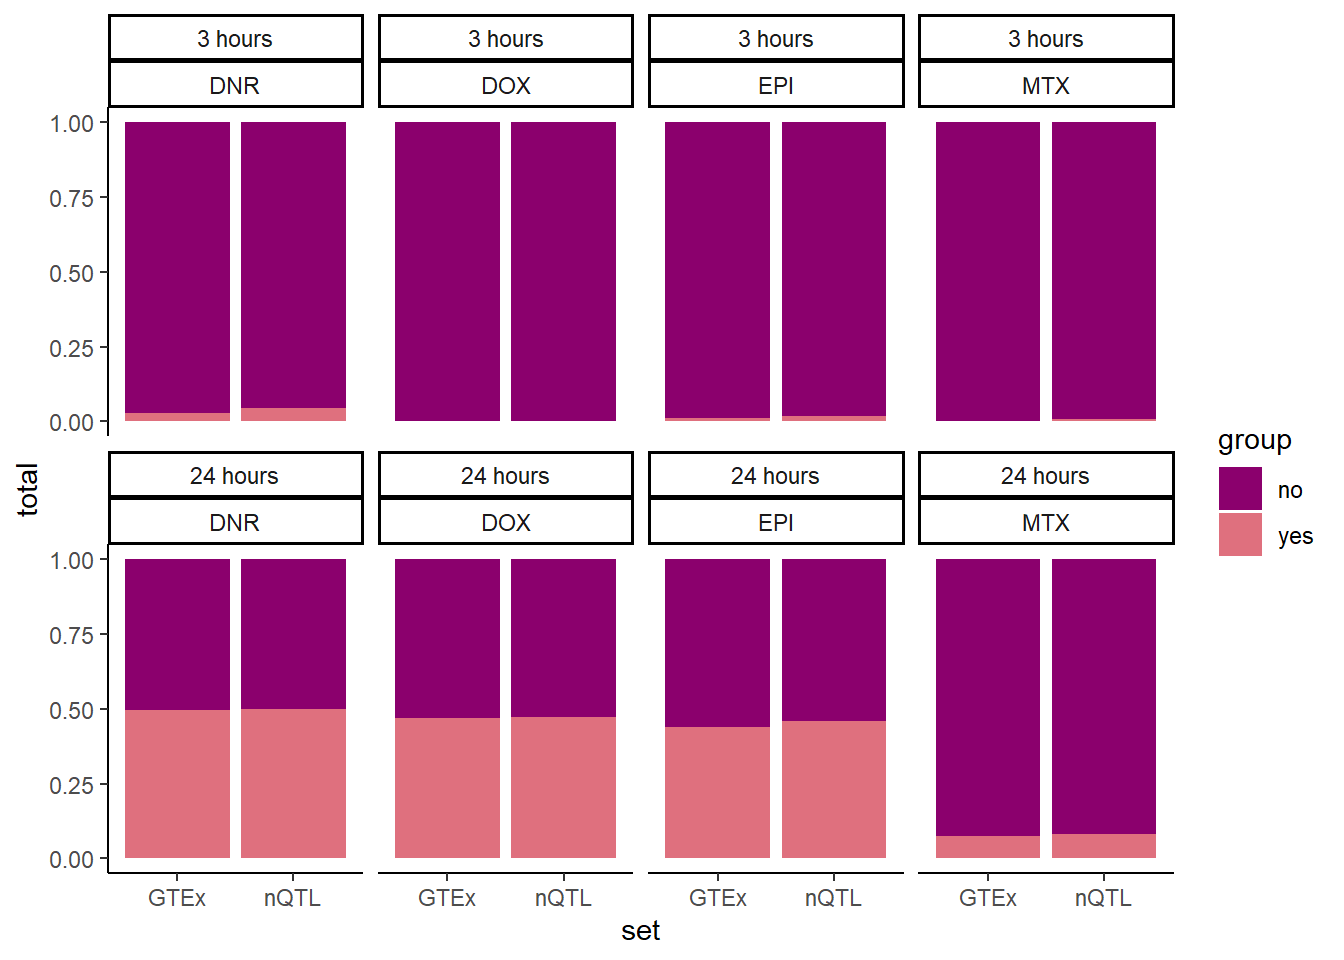 3 hours 3 hours 3 hours 3 hours
DNR DOX EPI MTX
1.00
0.75
0.50
0.25
0.00
24 hours 24 hours 24 hours 24 hours
DNR DOX EPI MTX
1.00
0.75
0.50
0.25
0.00
GTEx nQTL GTEx nQTL GTEx nQTL GTEx nQTL
set
total
group
no
yes